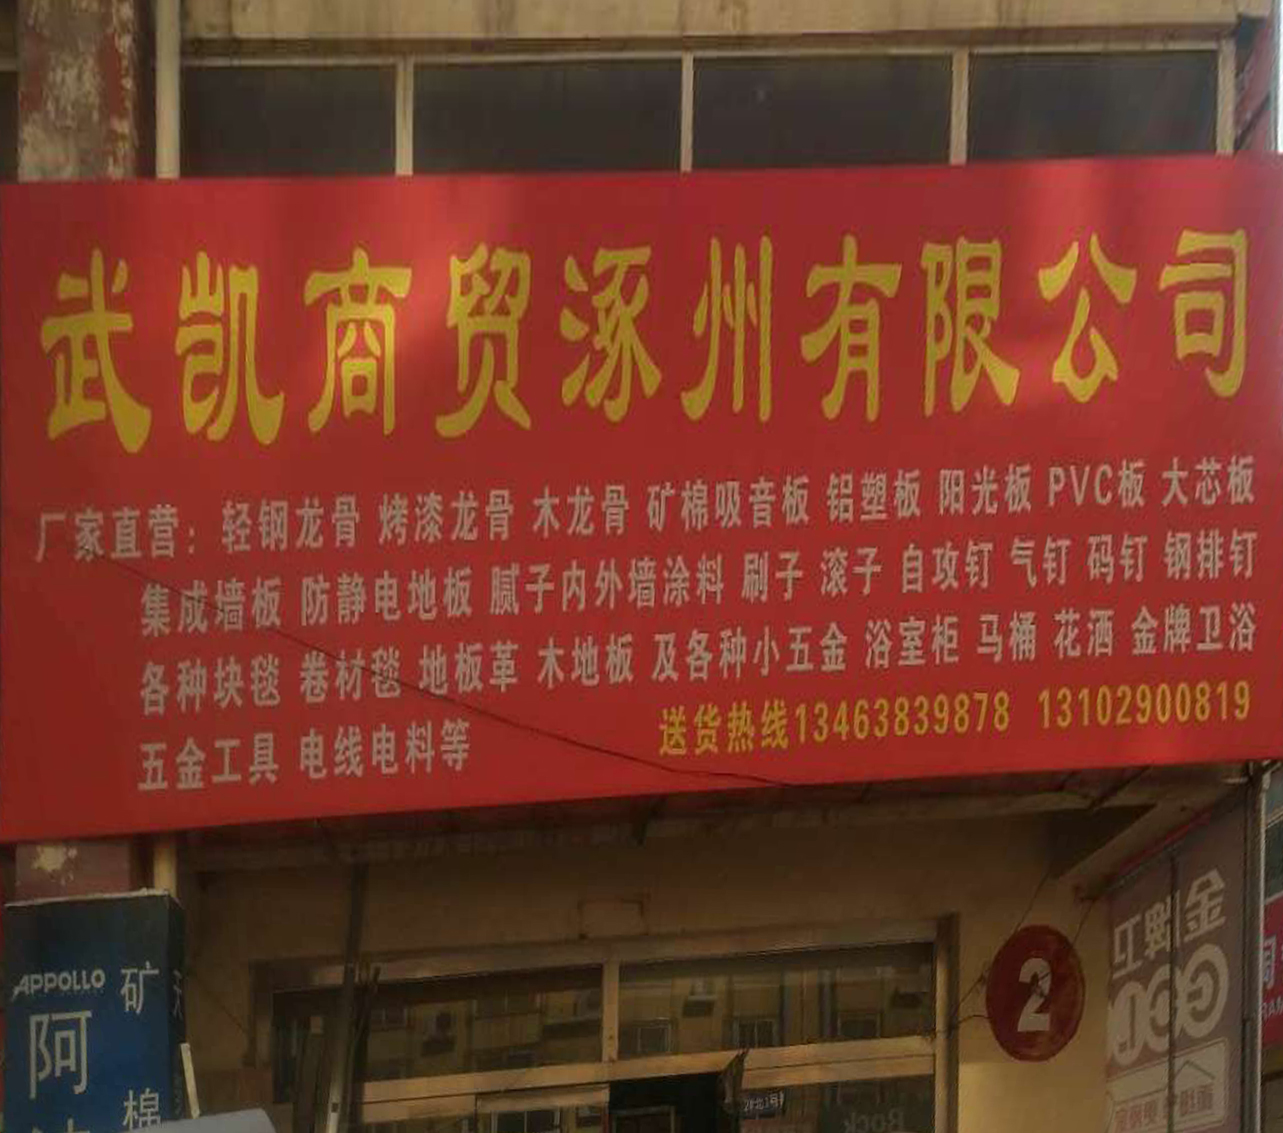 武凯商贸涿州有限公司
厂家直营：轻钢龙骨 烤漆龙骨 木龙骨 矿棉吸音板 铝塑板 阳光板 PVC板 大芯板
集成墙板 防静电地板 腻子内外墙涂料 刷子 滚子 自攻钉 气钉 码钉 钢排钉
各种块毯 卷材毯 地板革 木地板 及各种小五金 浴室柜 马桶 花洒 金牌卫浴
五金工具 电线电料等
送货热线13463839878 13102900819
APPOLLO
阿
矿
棉
2